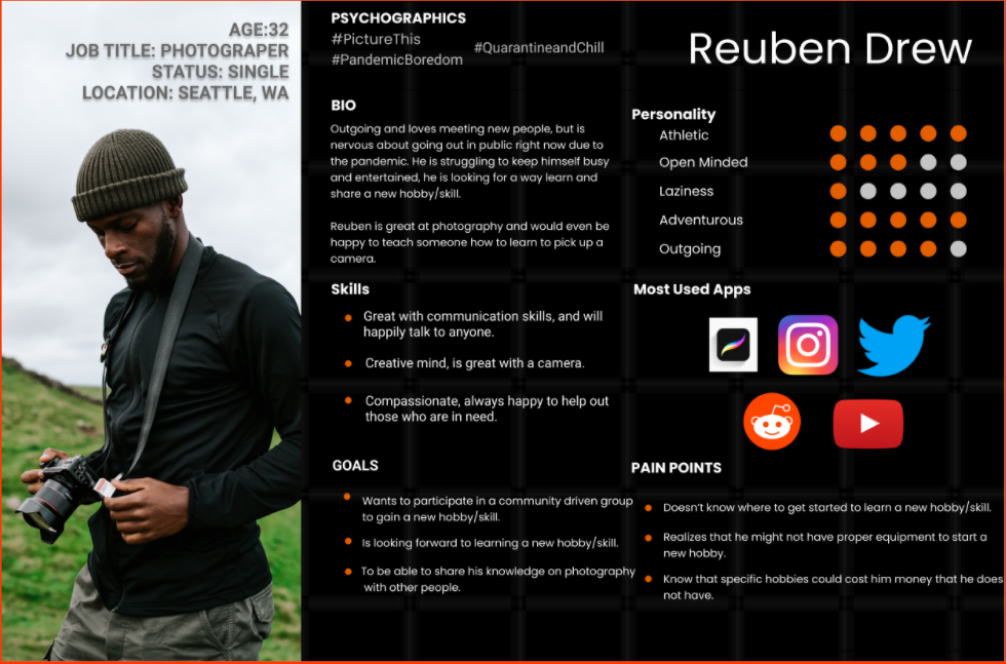 AGE:32
JOB TITLE: PHOTOGRAPER
STATUS: SINGLE
LOCATION: SEATTLE, WA
PSYCHOGRAPHICS
#PictureThis
#QuarantineandChill
#PandemicBoredom
Reuben Drew
BIO
Outgoing and loves meeting new people, but is
nervous about going out in public right now due to
the pandemic. He is struggling to keep himself busy
and entertained, he is looking for a way learn and
share a new hobby/skill.
Reuben is great at photography and would even be
happy to teach someone how to learn to pick up a
camera.
Personality
Athletic
Open Minded
Laziness
Adventurous
Outgoing
Skills
Great with communication skills, and will
happily talk to anyone.
Creative mind, is great with a camera.
Compassionate, always happy to help out
those who are in need.
Most Used Apps
GOALS
Wants to participate in a community driven group
to gain a new hobby/skill.
Is looking forward to learning a new hobby/skill.
To be able to share his knowledge on photography
with other people.
PAIN POINTS
Doesn't know where to get started to learn a new hobby/skill.
Realizes that he might not have proper equipment to start a
new hobby.
Know that specific hobbies could cost him money that he does
not have.